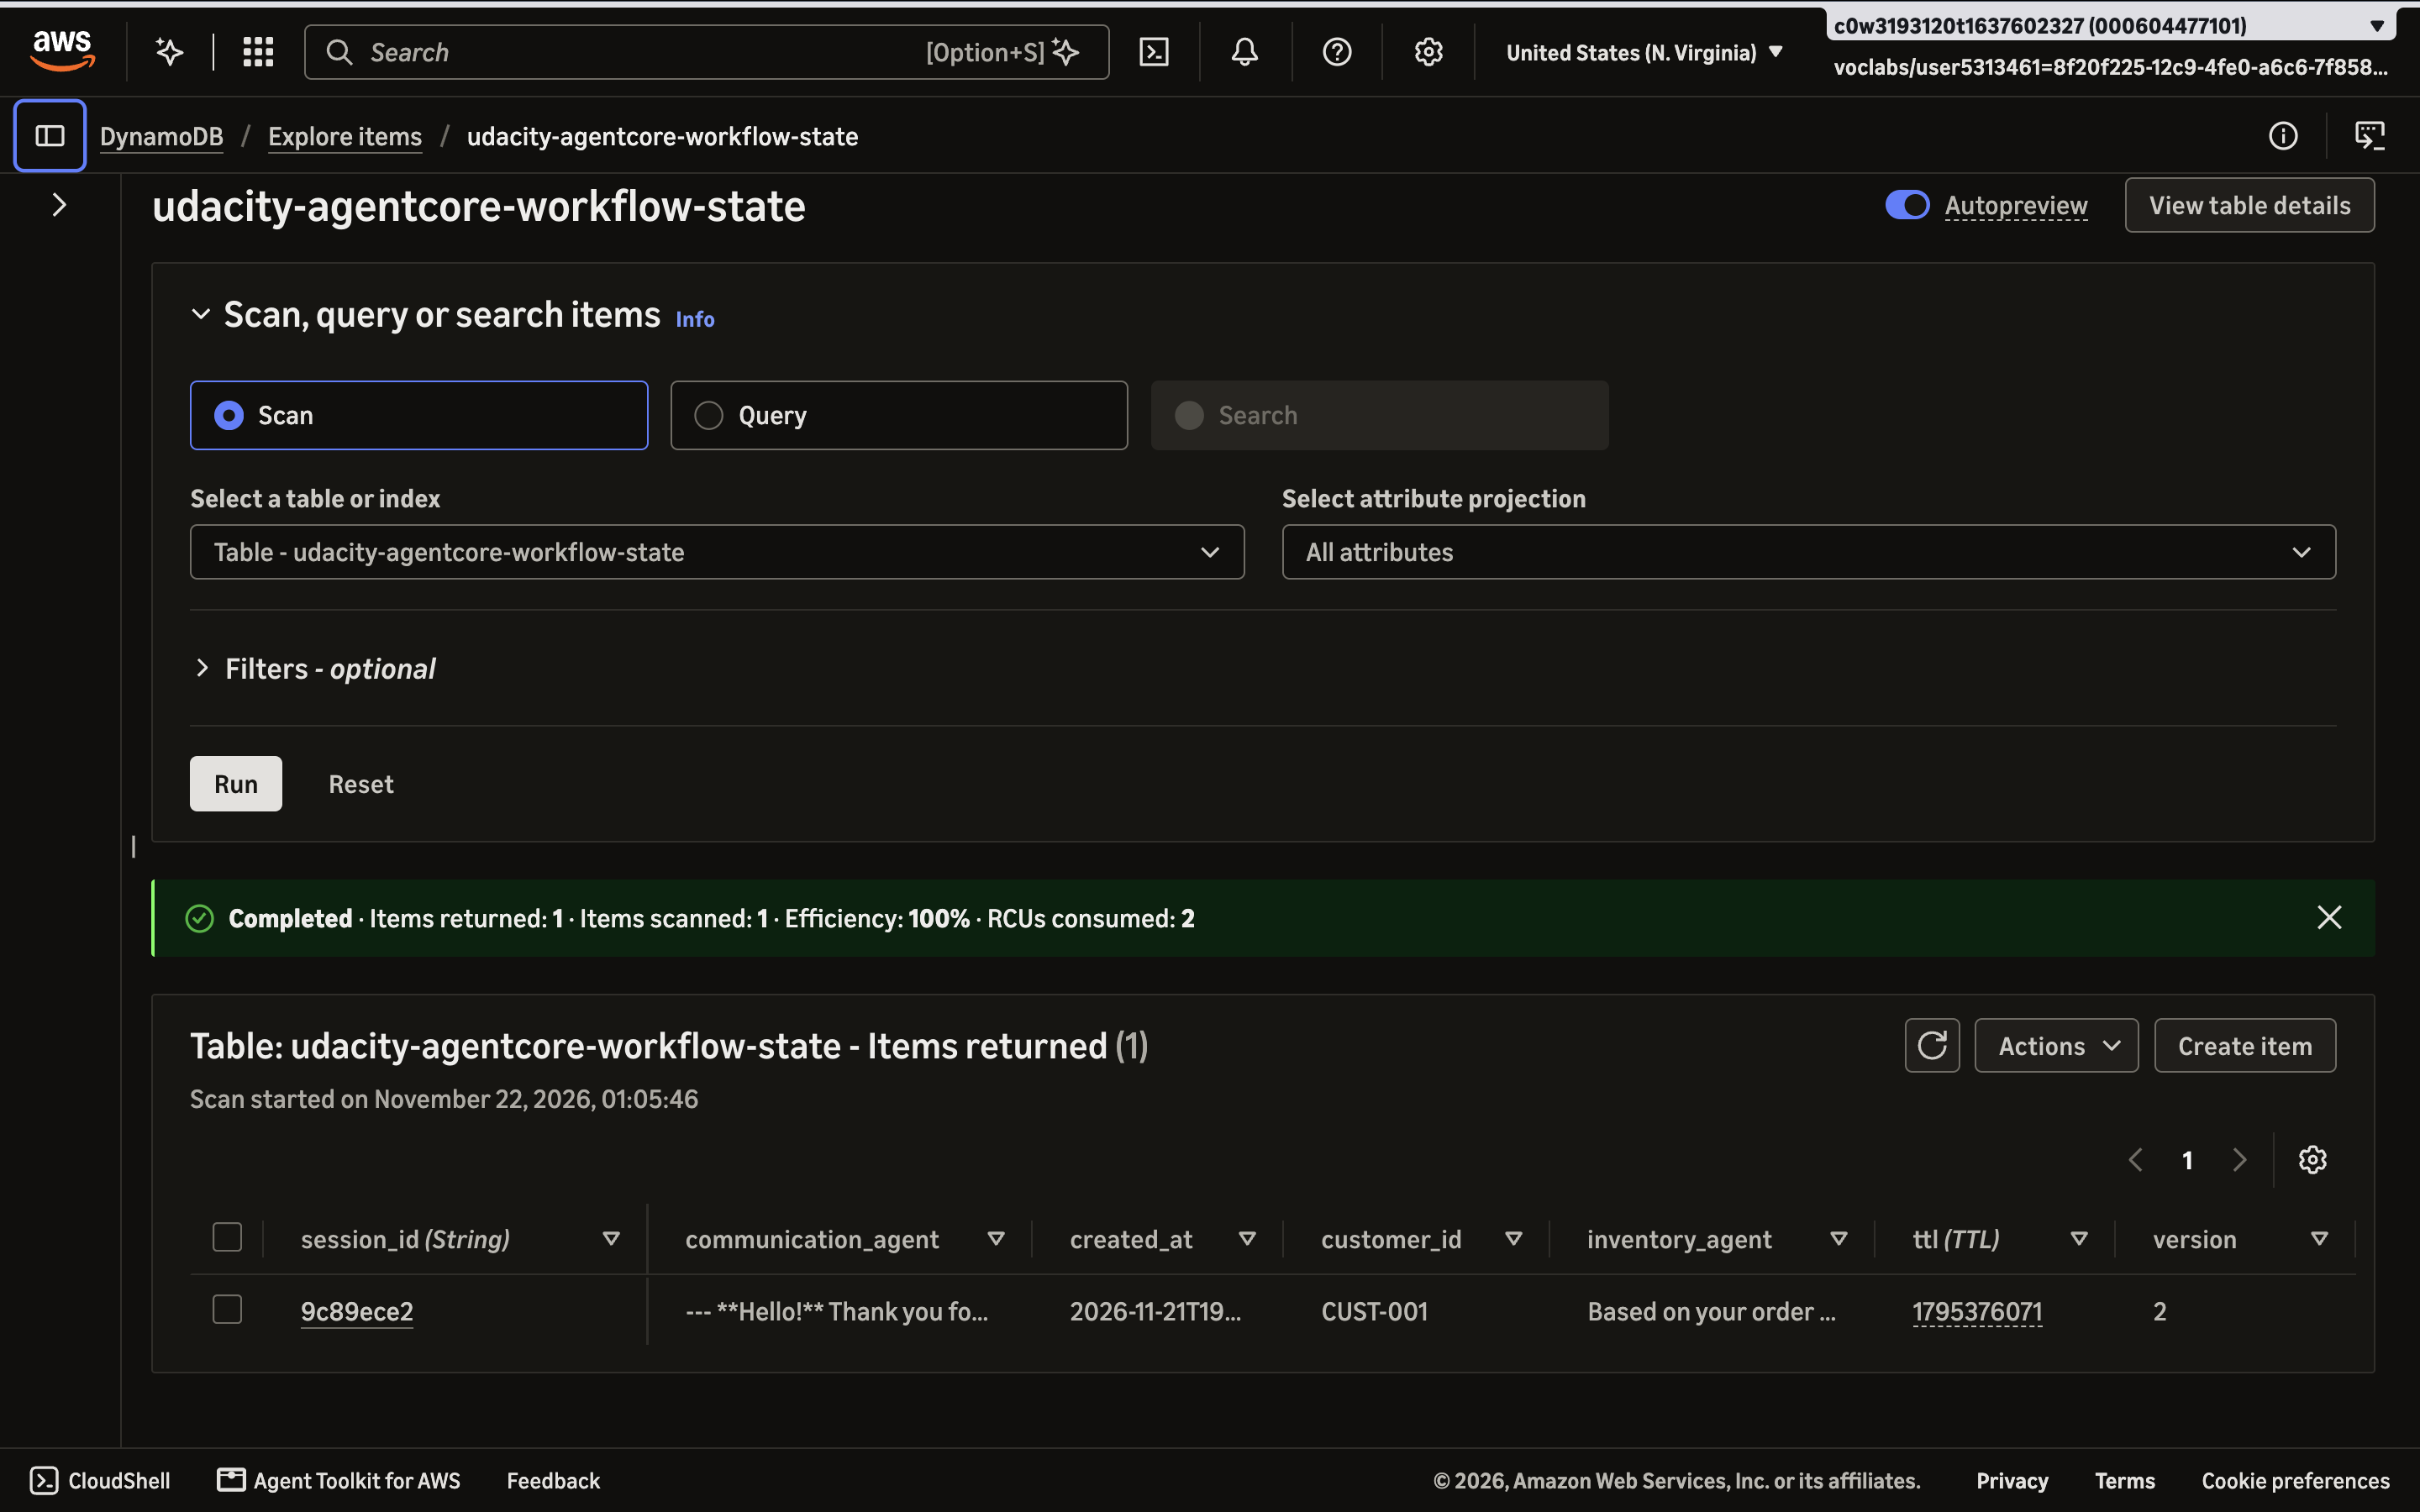 aws
Search [Option+S]
United States (N. Virginia)
c0w3193120t1637602327 (000604477101)
voclabs/user5313461=8f20f225-12c9-4fe0-a6c6-7f858...
DynamoDB / Explore items / udacity-agentcore-workflow-state
udacity-agentcore-workflow-state
Autopreview
View table details
Scan, query or search items Info
Scan
Query
Search
Select a table or index
Table - udacity-agentcore-workflow-state
Select attribute projection
All attributes
Filters - optional
Run
Reset
Completed · Items returned: 1 · Items scanned: 1 · Efficiency: 100% · RCUs consumed: 2
Table: udacity-agentcore-workflow-state - Items returned (1)
Actions
Create item
Scan started on November 22, 2026, 01:05:46
1
session_id (String) communication_agent created_at customer_id inventory_agent ttl (TTL) version
9c89ece2 --- **Hello!** Thank you fo... 2026-11-21T19... CUST-001 Based on your order ... 1795376071 2
CloudShell
Agent Toolkit for AWS
Feedback
© 2026, Amazon Web Services, Inc. or its affiliates.
Privacy
Terms
Cookie preferences